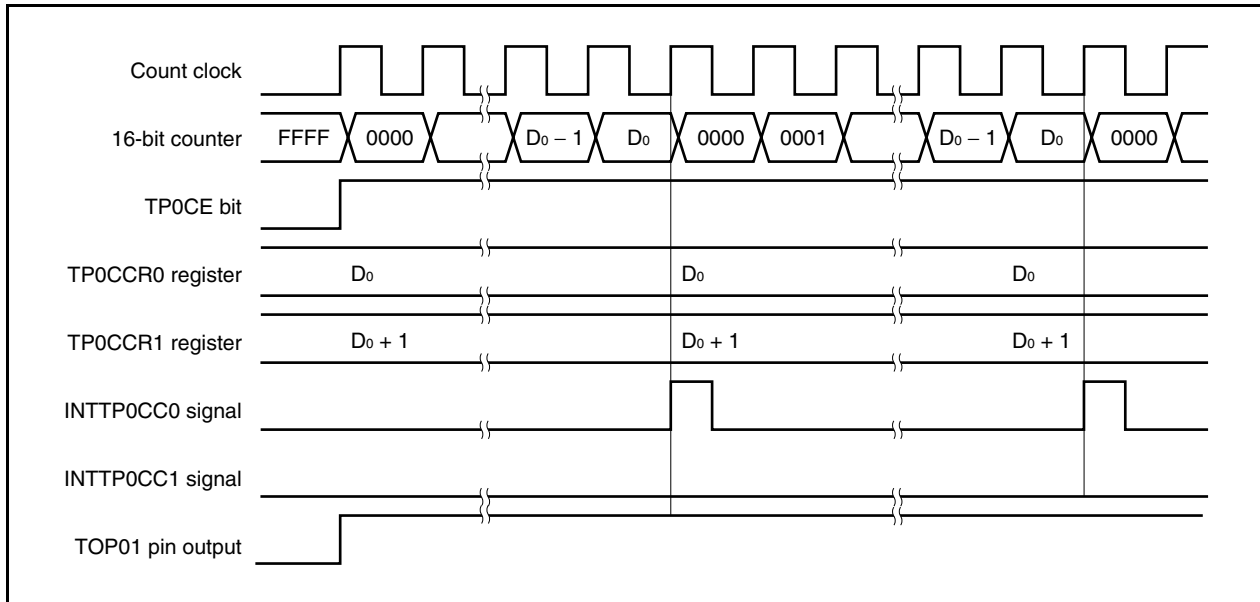 Count clock
16-bit counter FFFF 0000 D₀ − 1 D₀ 0000 0001 D₀ − 1 D₀ 0000
TP0CE bit
TP0CCR0 register D₀ D₀ D₀
TP0CCR1 register D₀ + 1 D₀ + 1 D₀ + 1
INTTP0CC0 signal
INTTP0CC1 signal
TOP01 pin output